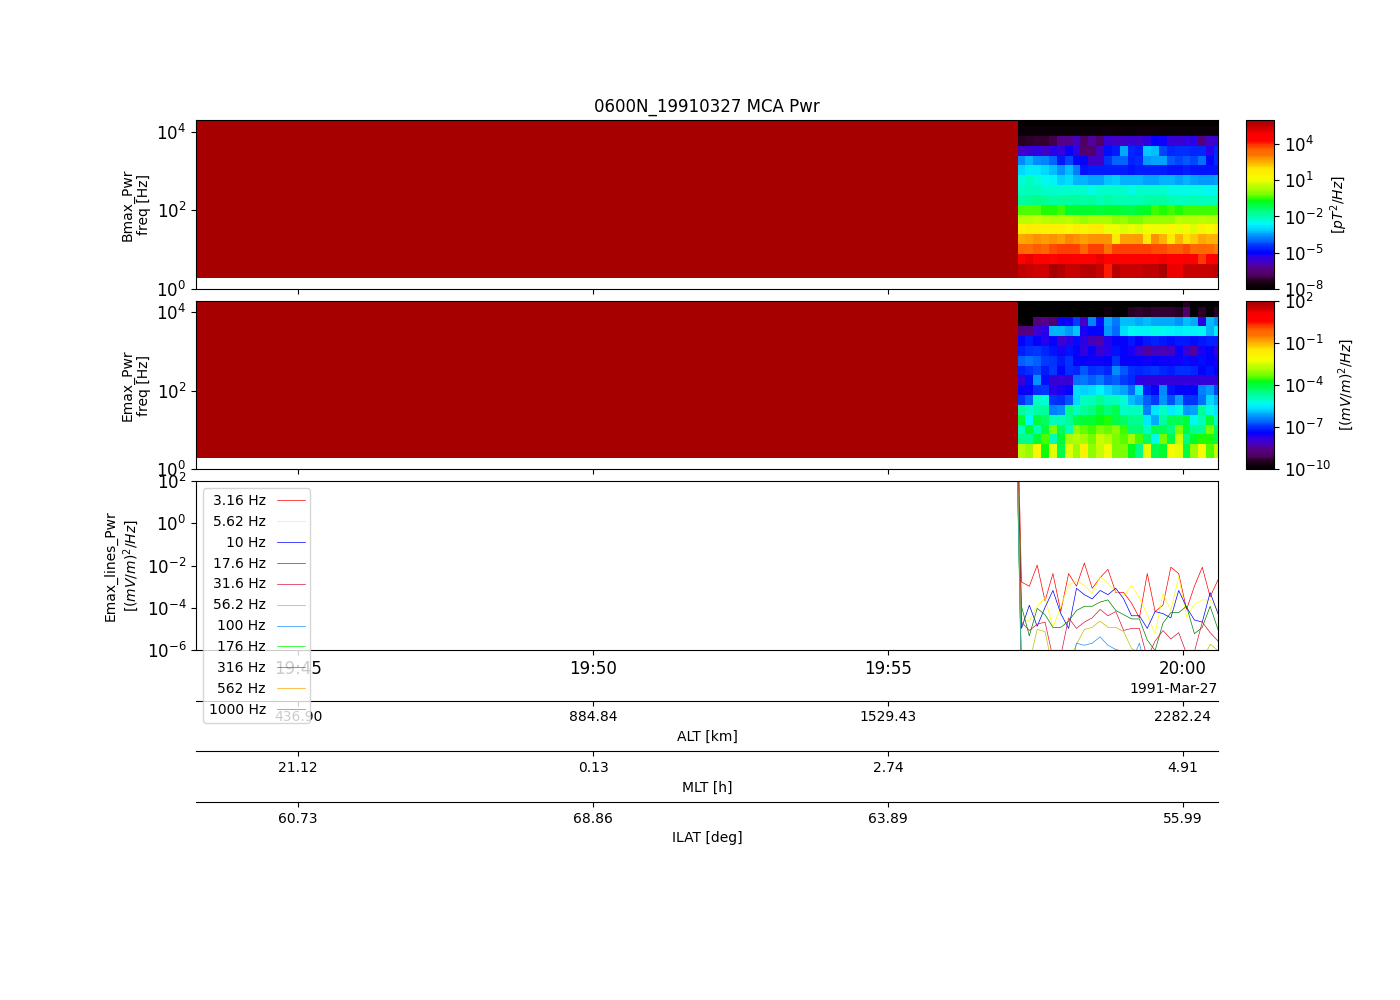 0600N_19910327 MCA Pwr
Bmax_Pwr
freq [Hz]
10^4
10^2
10^0
10^4
10^1
10^-2
10^-5
10^-8
[pT^2/Hz]
Emax_Pwr
freq [Hz]
10^4
10^2
10^0
10^2
10^-1
10^-4
10^-7
10^-10
[(mV/m)^2/Hz]
Emax_lines_Pwr
[(mV/m)^2/Hz]
10^2
10^0
10^-2
10^-4
10^-6
3.16 Hz
5.62 Hz
10 Hz
17.6 Hz
31.6 Hz
56.2 Hz
100 Hz
176 Hz
316 Hz
562 Hz
1000 Hz
19:45 19:50 19:55 20:00
1991-Mar-27
436.90 884.84 1529.43 2282.24
ALT [km]
21.12 0.13 2.74 4.91
MLT [h]
60.73 68.86 63.89 55.99
ILAT [deg]